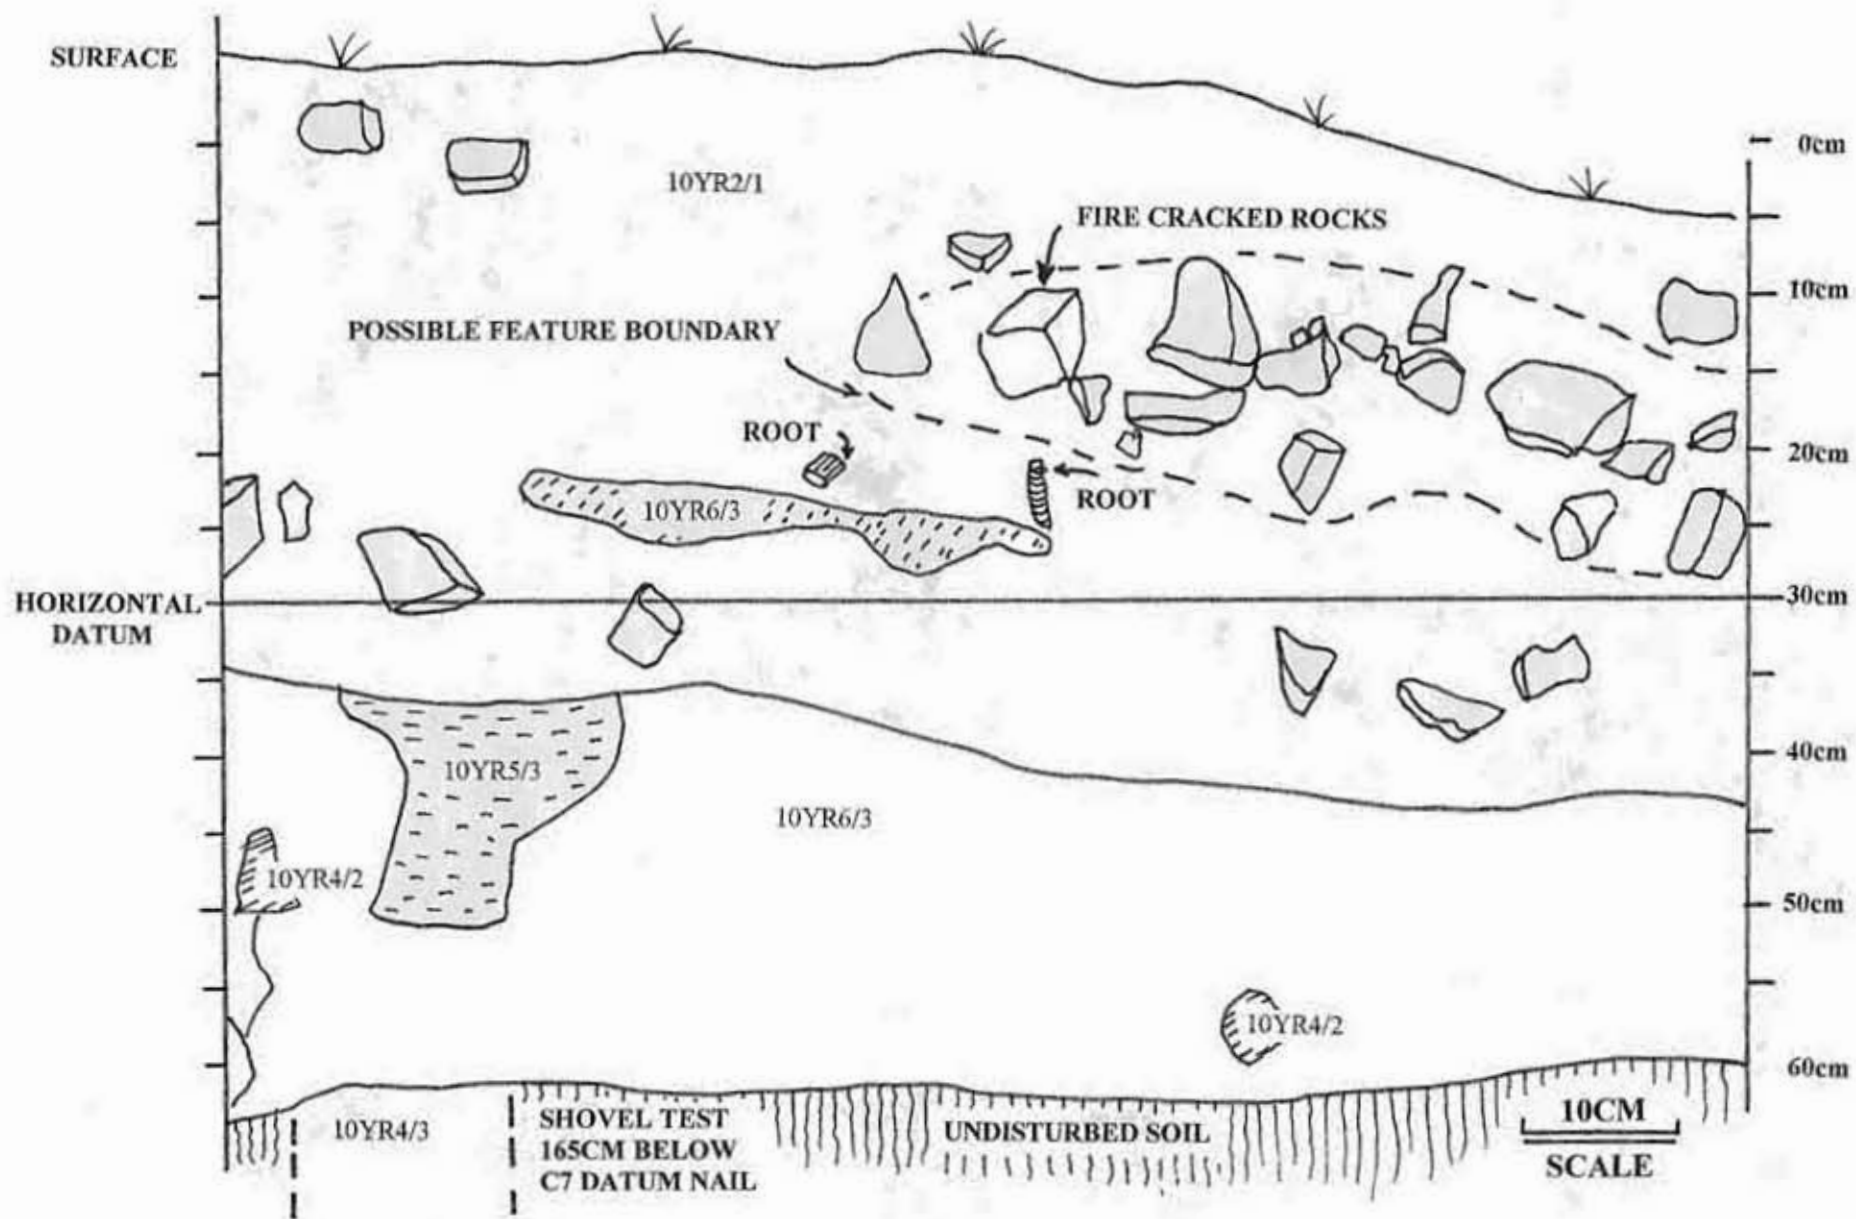 SURFACE
0cm
10YR2/1
FIRE CRACKED ROCKS
10cm
POSSIBLE FEATURE BOUNDARY
ROOT
20cm
ROOT
10YR6/3
HORIZONTAL
DATUM
30cm
40cm
10YR5/3
10YR6/3
10YR4/2
50cm
10YR4/2
60cm
10YR4/3
SHOVEL TEST
165CM BELOW
C7 DATUM NAIL
UNDISTURBED SOIL
10CM
SCALE